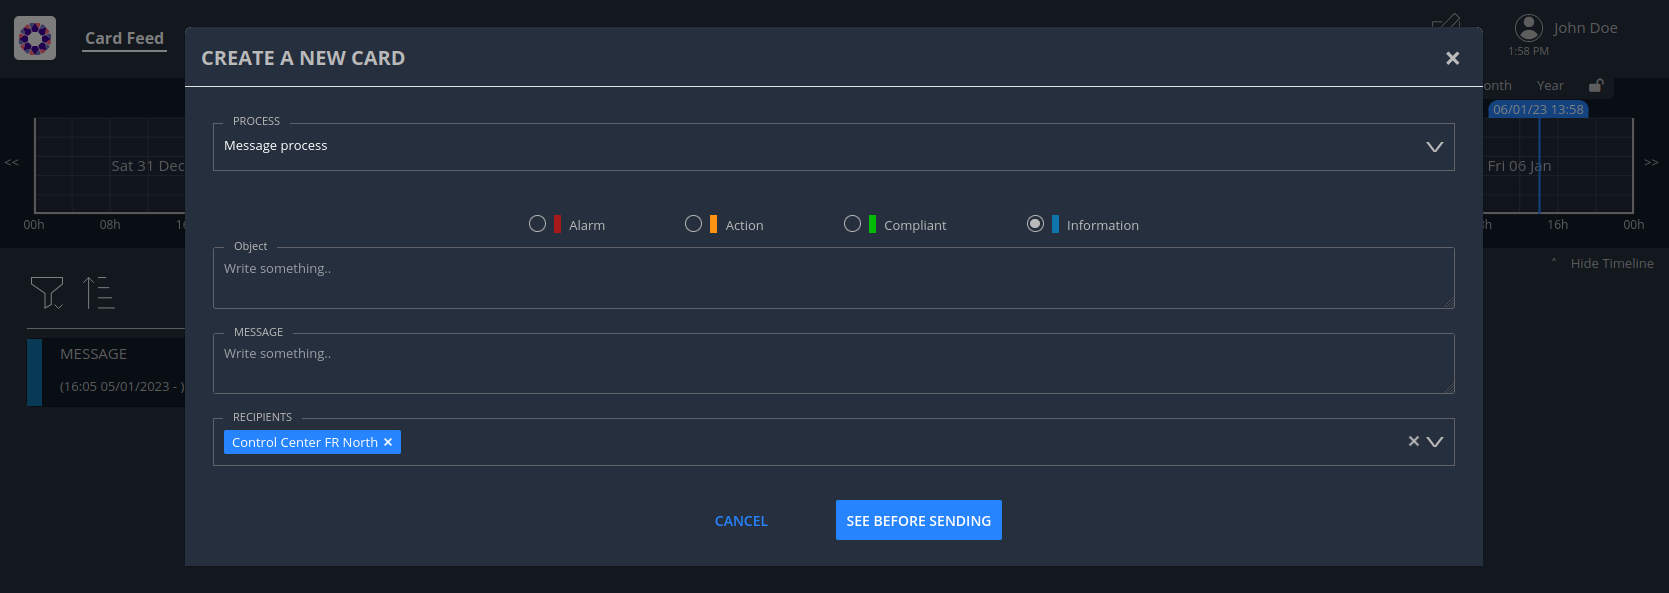 Card Feed
John Doe
1:58 PM
CREATE A NEW CARD
onth Year
06/01/23 13:58
PROCESS
Message process
<< Sat 31 Dec Fri 06 Jan >>
00h 08h 16h 00h
Alarm Action Compliant Information
Object
Write something..
Hide Timeline
MESSAGE
Write something..
MESSAGE
(16:05 05/01/2023 - )
RECIPIENTS
Control Center FR North
CANCEL SEE BEFORE SENDING